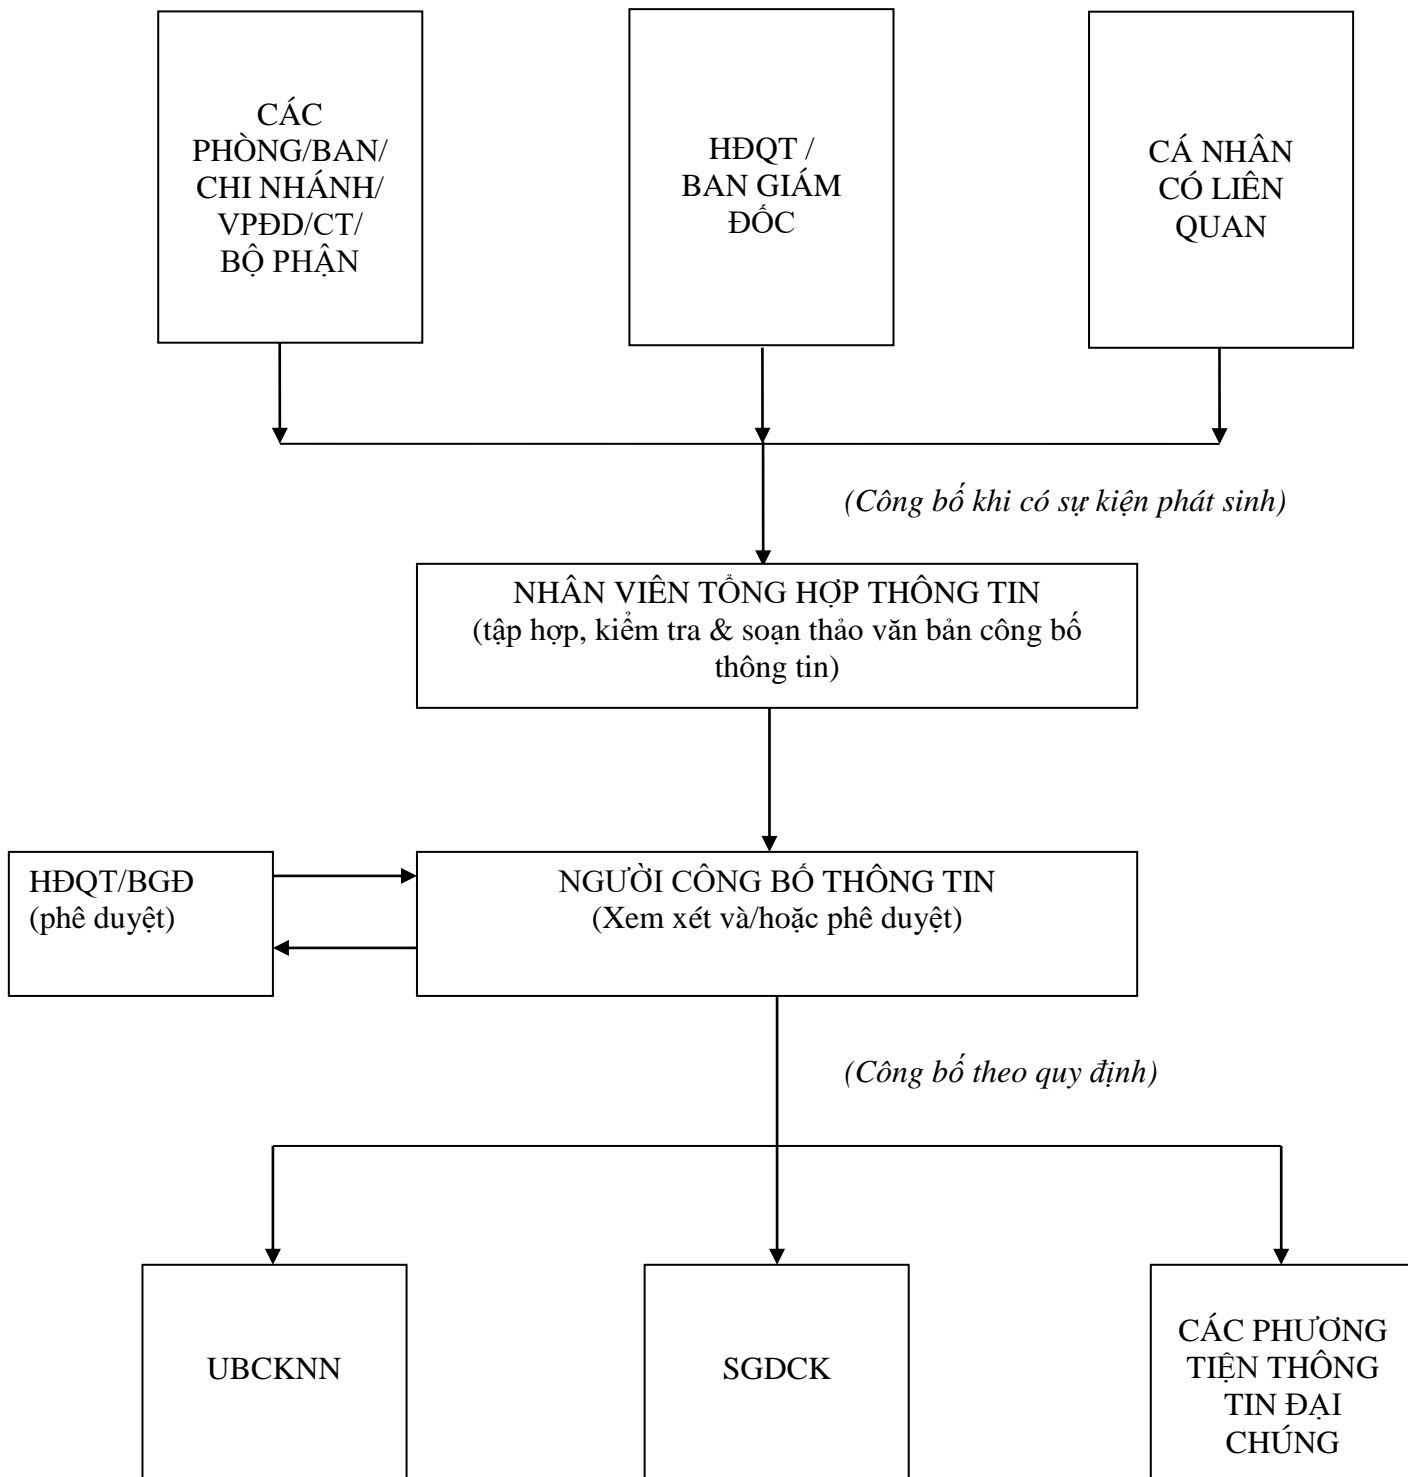 CÁC
PHÒNG/BAN/
CHI NHÁNH/
VPĐD/CT/
BỘ PHẬN
HĐQT /
BAN GIÁM
ĐỐC
CÁ NHÂN
CÓ LIÊN
QUAN
(Công bố khi có sự kiện phát sinh)
NHÂN VIÊN TỔNG HỢP THÔNG TIN
(tập hợp, kiểm tra & soạn thảo văn bản công bố
thông tin)
HĐQT/BGĐ
(phê duyệt)
NGƯỜI CÔNG BỐ THÔNG TIN
(Xem xét và/hoặc phê duyệt)
(Công bố theo quy định)
UBCKNN
SGDCK
CÁC PHƯƠNG
TIỆN THÔNG
TIN ĐẠI
CHÚNG